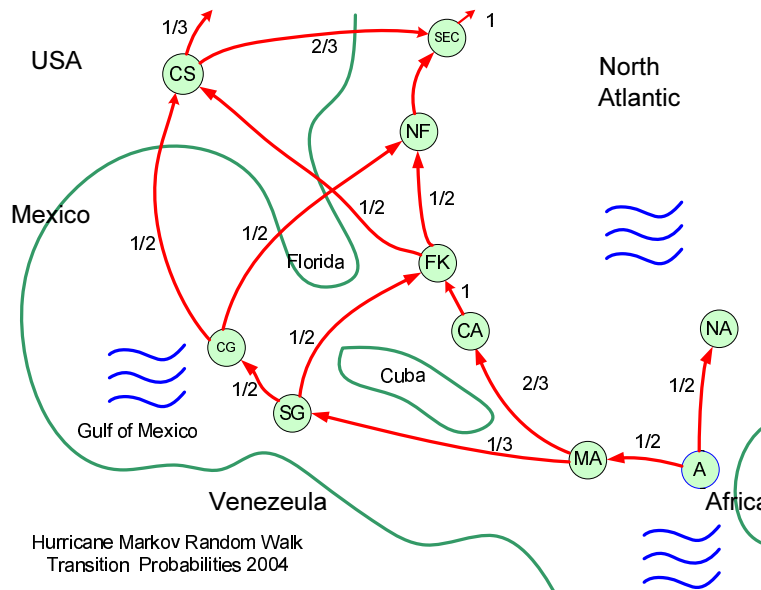 1/3
1
2/3
SEC
USA
CS
North
Atlantic
NF
Mexico
1/2
1/2
1/2
1/2
Florida
FK
1
CA
NA
1/2
CG
Cuba
1/2
1/2
2/3
SG
Gulf of Mexico
1/3
1/2
MA
A
Venezeula
Africa
Hurricane Markov Random Walk
Transition Probabilities 2004